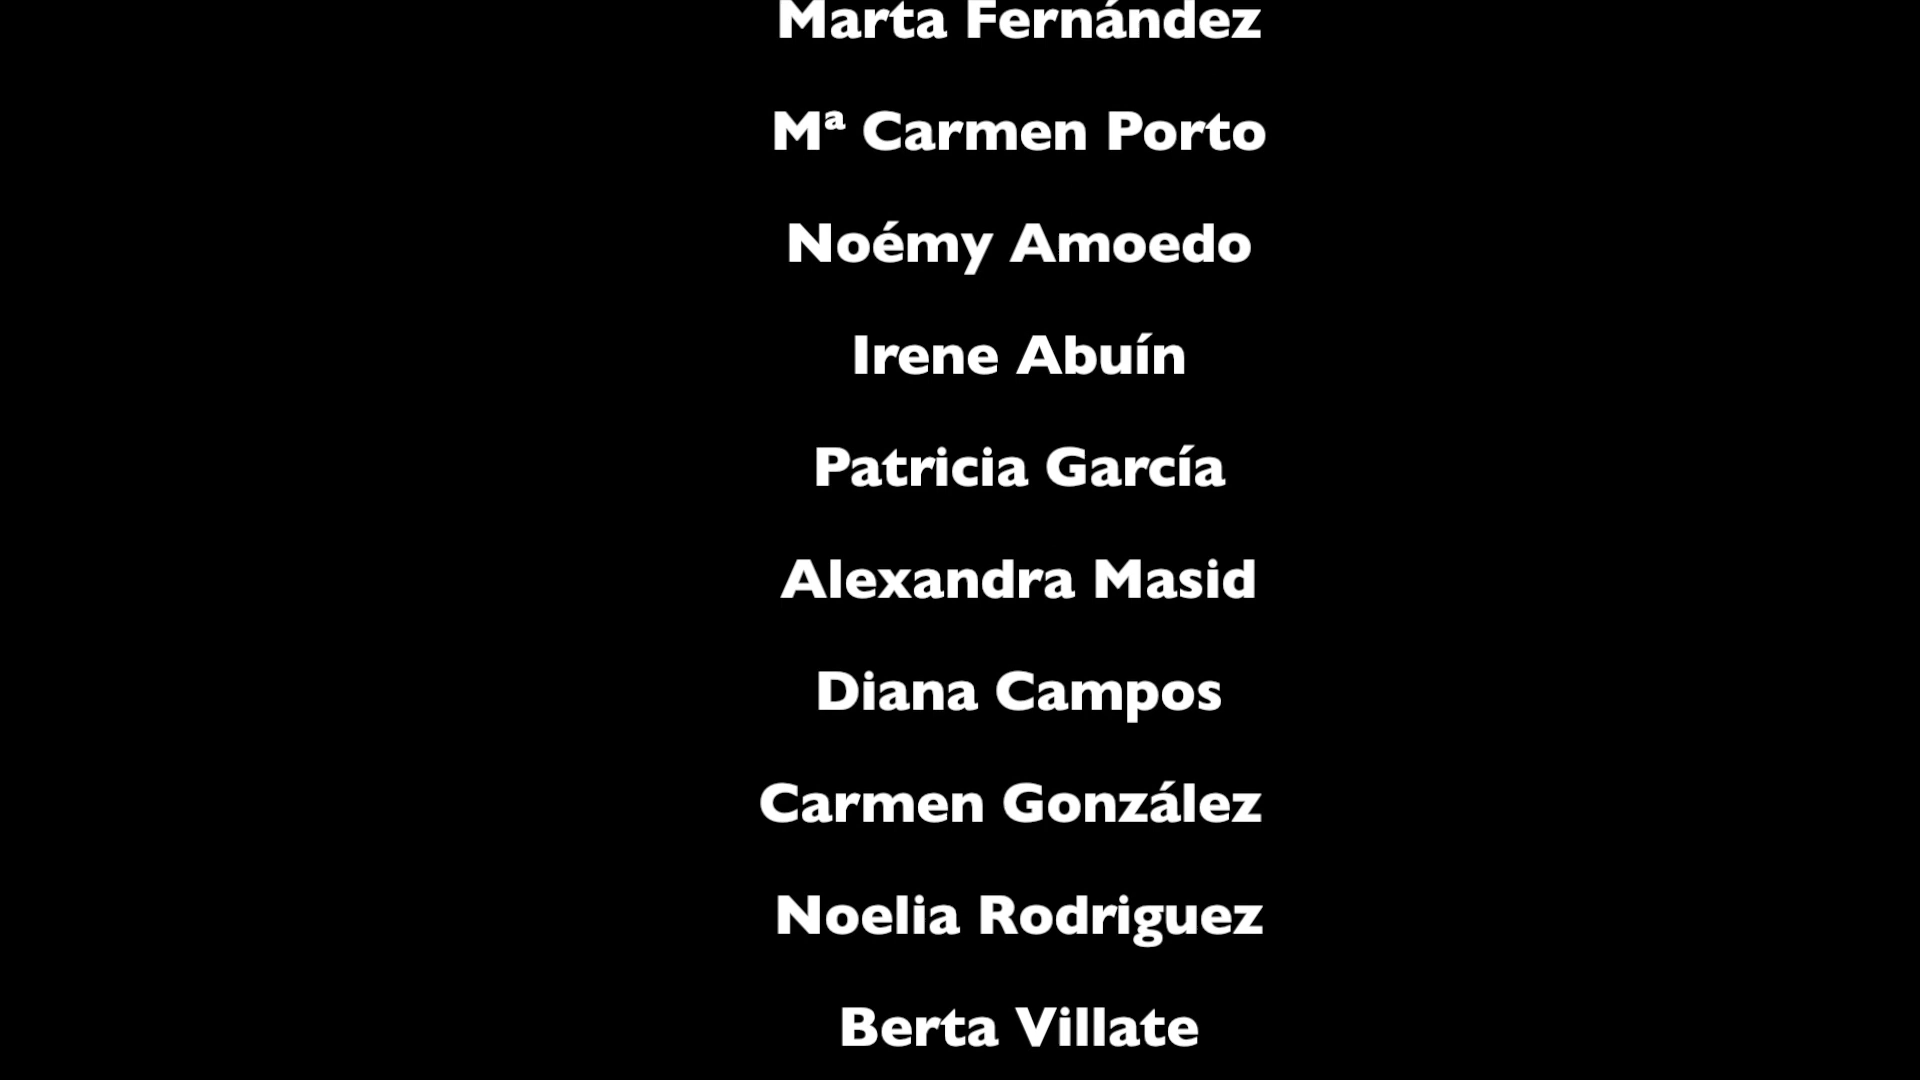 Marta Fernández
Mª Carmen Porto
Noémy Amoedo
Irene Abuín
Patricia García
Alexandra Masid
Diana Campos
Carmen González
Noelia Rodriguez
Berta Villate